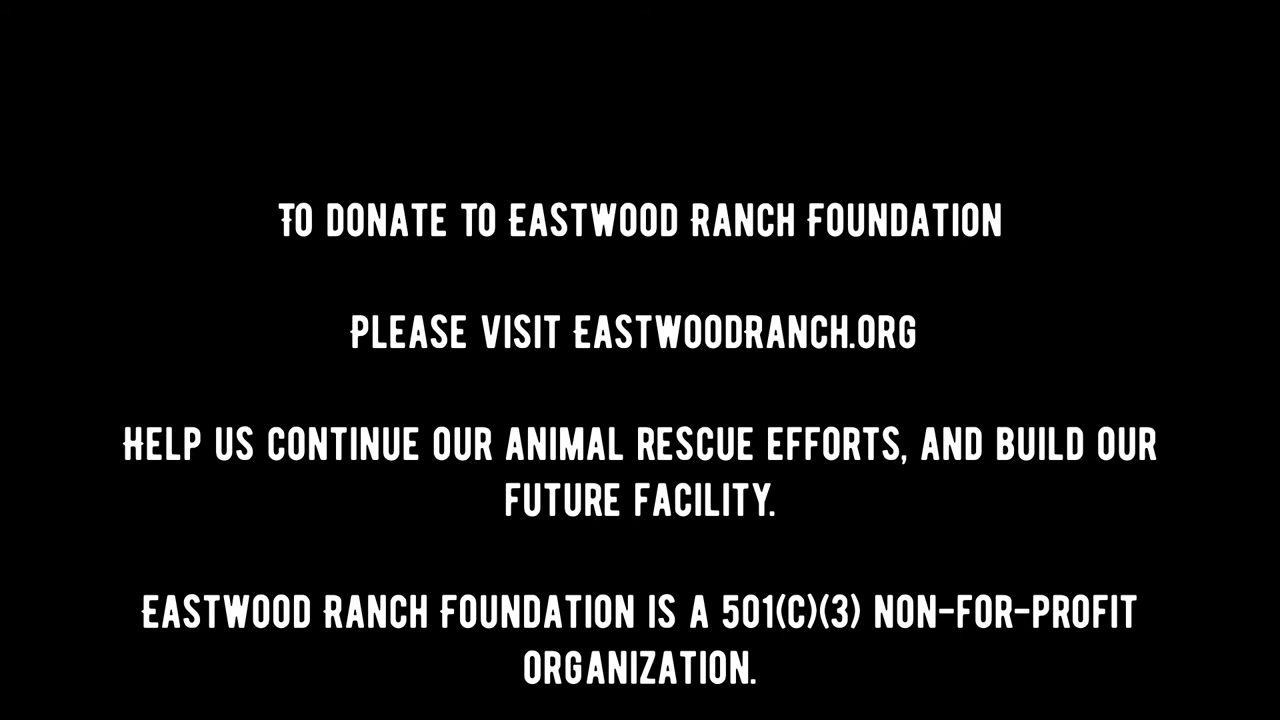 To donate to Eastwood Ranch Foundation
Please visit EastwoodRanch.org
Help us continue our animal rescue efforts, and build our
future facility.
Eastwood Ranch Foundation is a 501(c)(3) non-for-profit
organization.